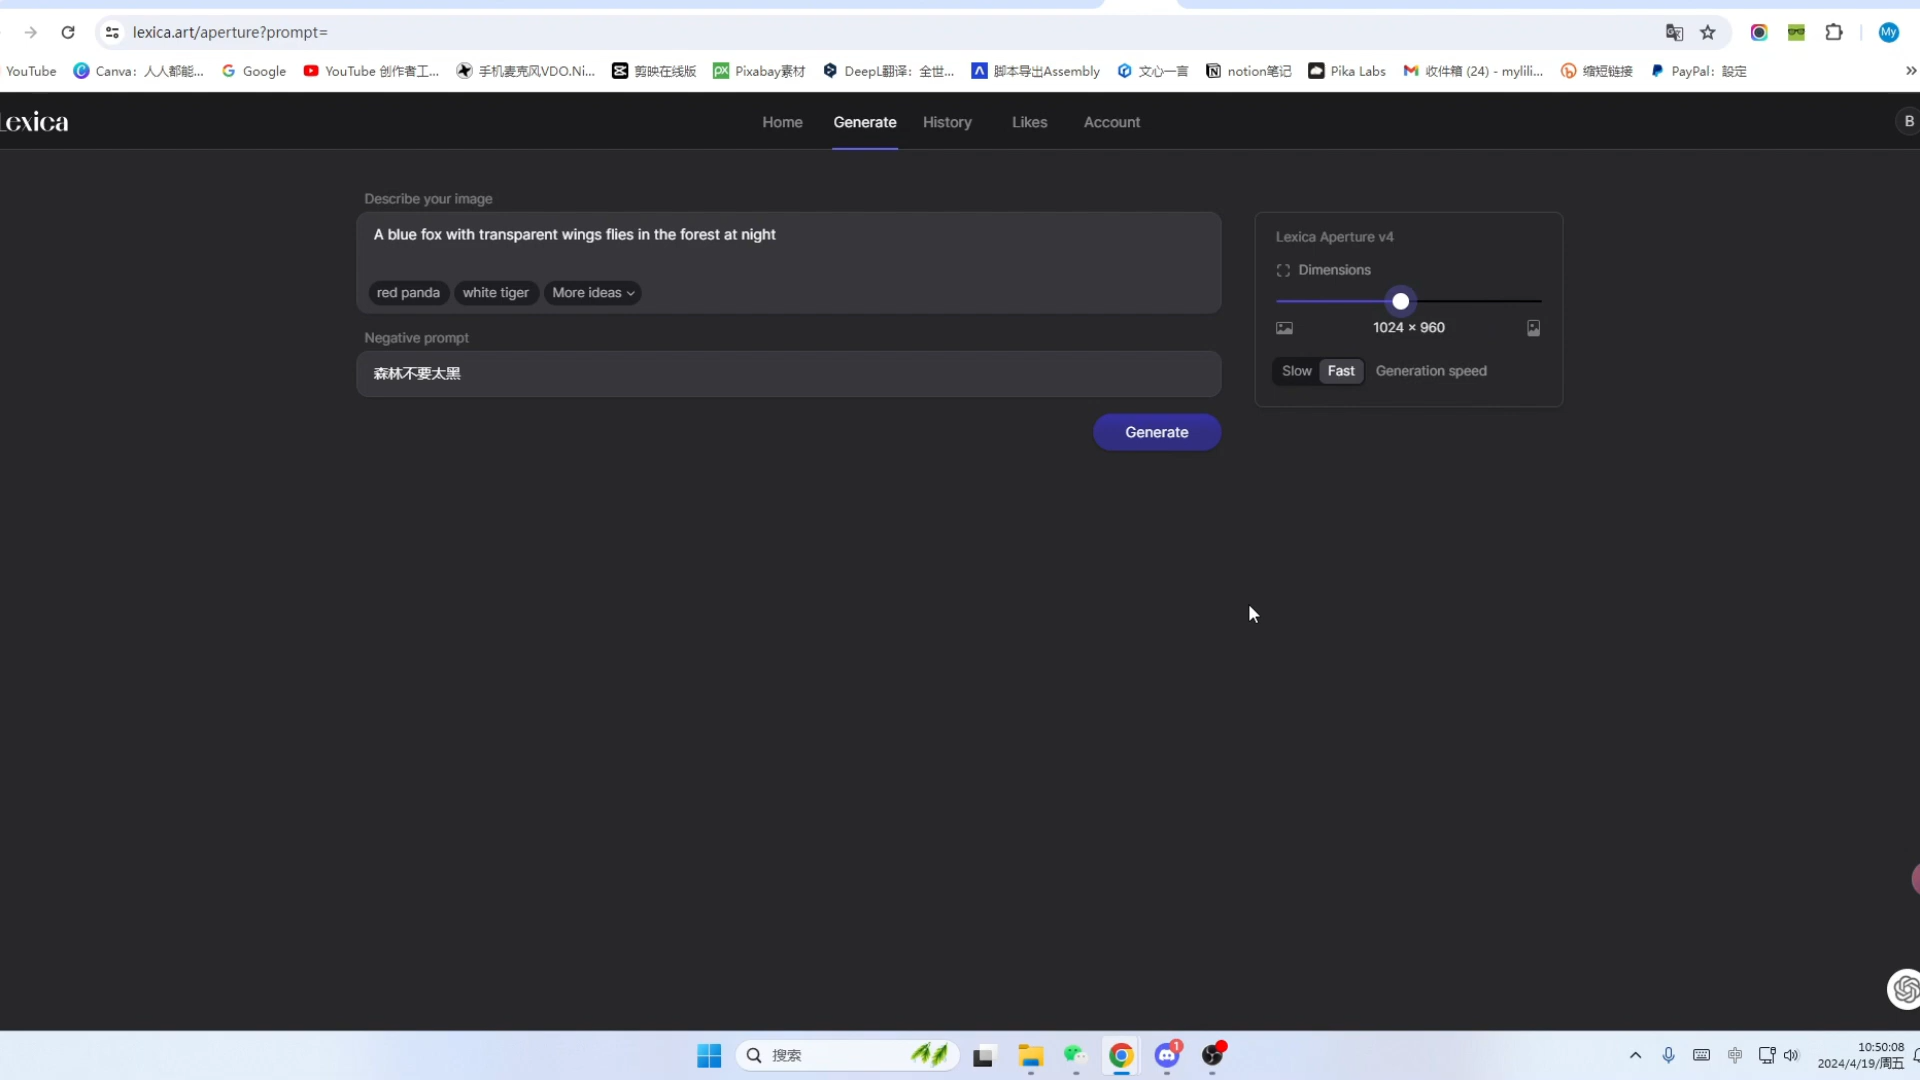 lexica.art/aperture?prompt=
My
YouTube
Canva：人人都能...
Google
YouTube 创作者工...
手机麦克风VDO.Ni...
剪映在线版
Pixabay素材
DeepL翻译：全世...
脚本导出Assembly
文心一言
notion笔记
Pika Labs
收件箱 (24) - mylili...
缩短链接
PayPal：設定
Lexica
Home
Generate
History
Likes
Account
B
Describe your image
A blue fox with transparent wings flies in the forest at night
red panda
white tiger
More ideas
Negative prompt
森林不要太黑
Generate
Lexica Aperture v4
Dimensions
1024 × 960
Slow
Fast
Generation speed
搜索
1
中
10:50:08
2024/4/19/周五